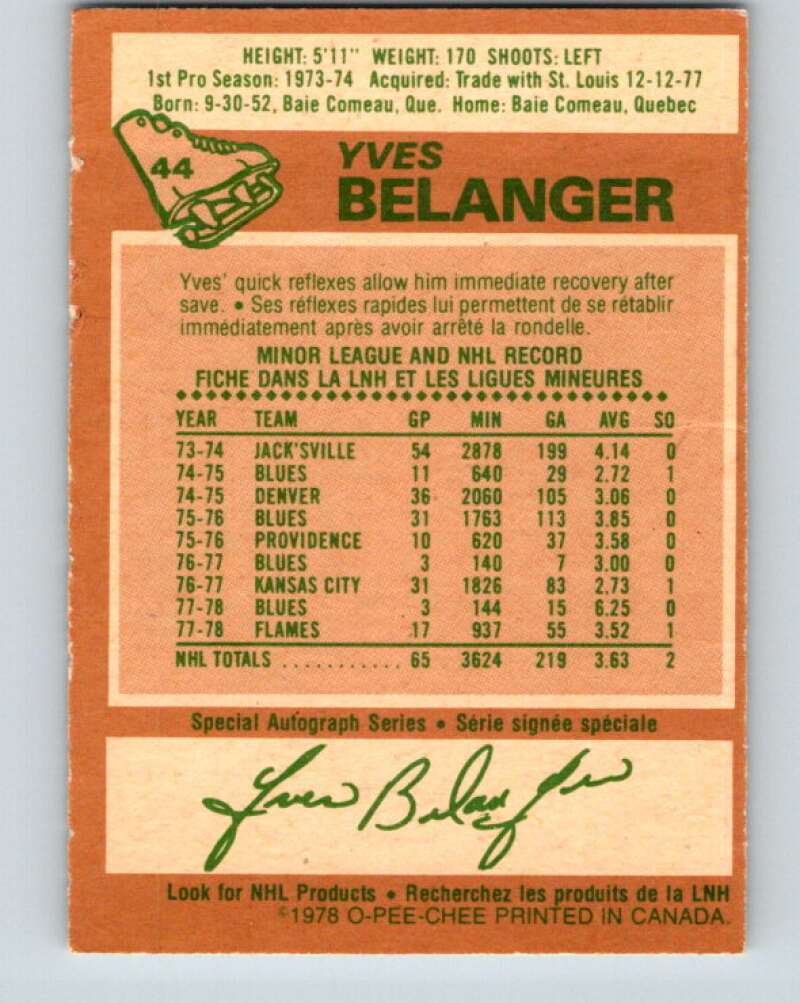 HEIGHT: 5'11" WEIGHT: 170 SHOOTS: LEFT
1st Pro Season: 1973-74 Acquired: Trade with St. Louis 12-12-77
Born: 9-30-52, Baie Comeau, Que. Home: Baie Comeau, Quebec
44
YVES
BELANGER
Yves' quick reflexes allow him immediate recovery after
save. • Ses réflexes rapides lui permettent de se rétablir
immédiatement après avoir arrêté la rondelle.
MINOR LEAGUE AND NHL RECORD
FICHE DANS LA LNH ET LES LIGUES MINEURES
YEAR TEAM GP MIN GA AVG SO
73-74 JACK'SVILLE 54 2878 199 4.14 0
74-75 BLUES 11 640 29 2.72 1
74-75 DENVER 36 2060 105 3.06 0
75-76 BLUES 31 1763 113 3.85 0
75-76 PROVIDENCE 10 620 37 3.58 0
76-77 BLUES 3 140 7 3.00 0
76-77 KANSAS CITY 31 1826 83 2.73 1
77-78 BLUES 3 144 15 6.25 0
77-78 FLAMES 17 937 55 3.52 1
NHL TOTALS ........... 65 3624 219 3.63 2
Special Autograph Series • Série signée spéciale
Yves Belanger
Look for NHL Products • Recherchez les produits de la LNH
©1978 O-PEE-CHEE PRINTED IN CANADA.